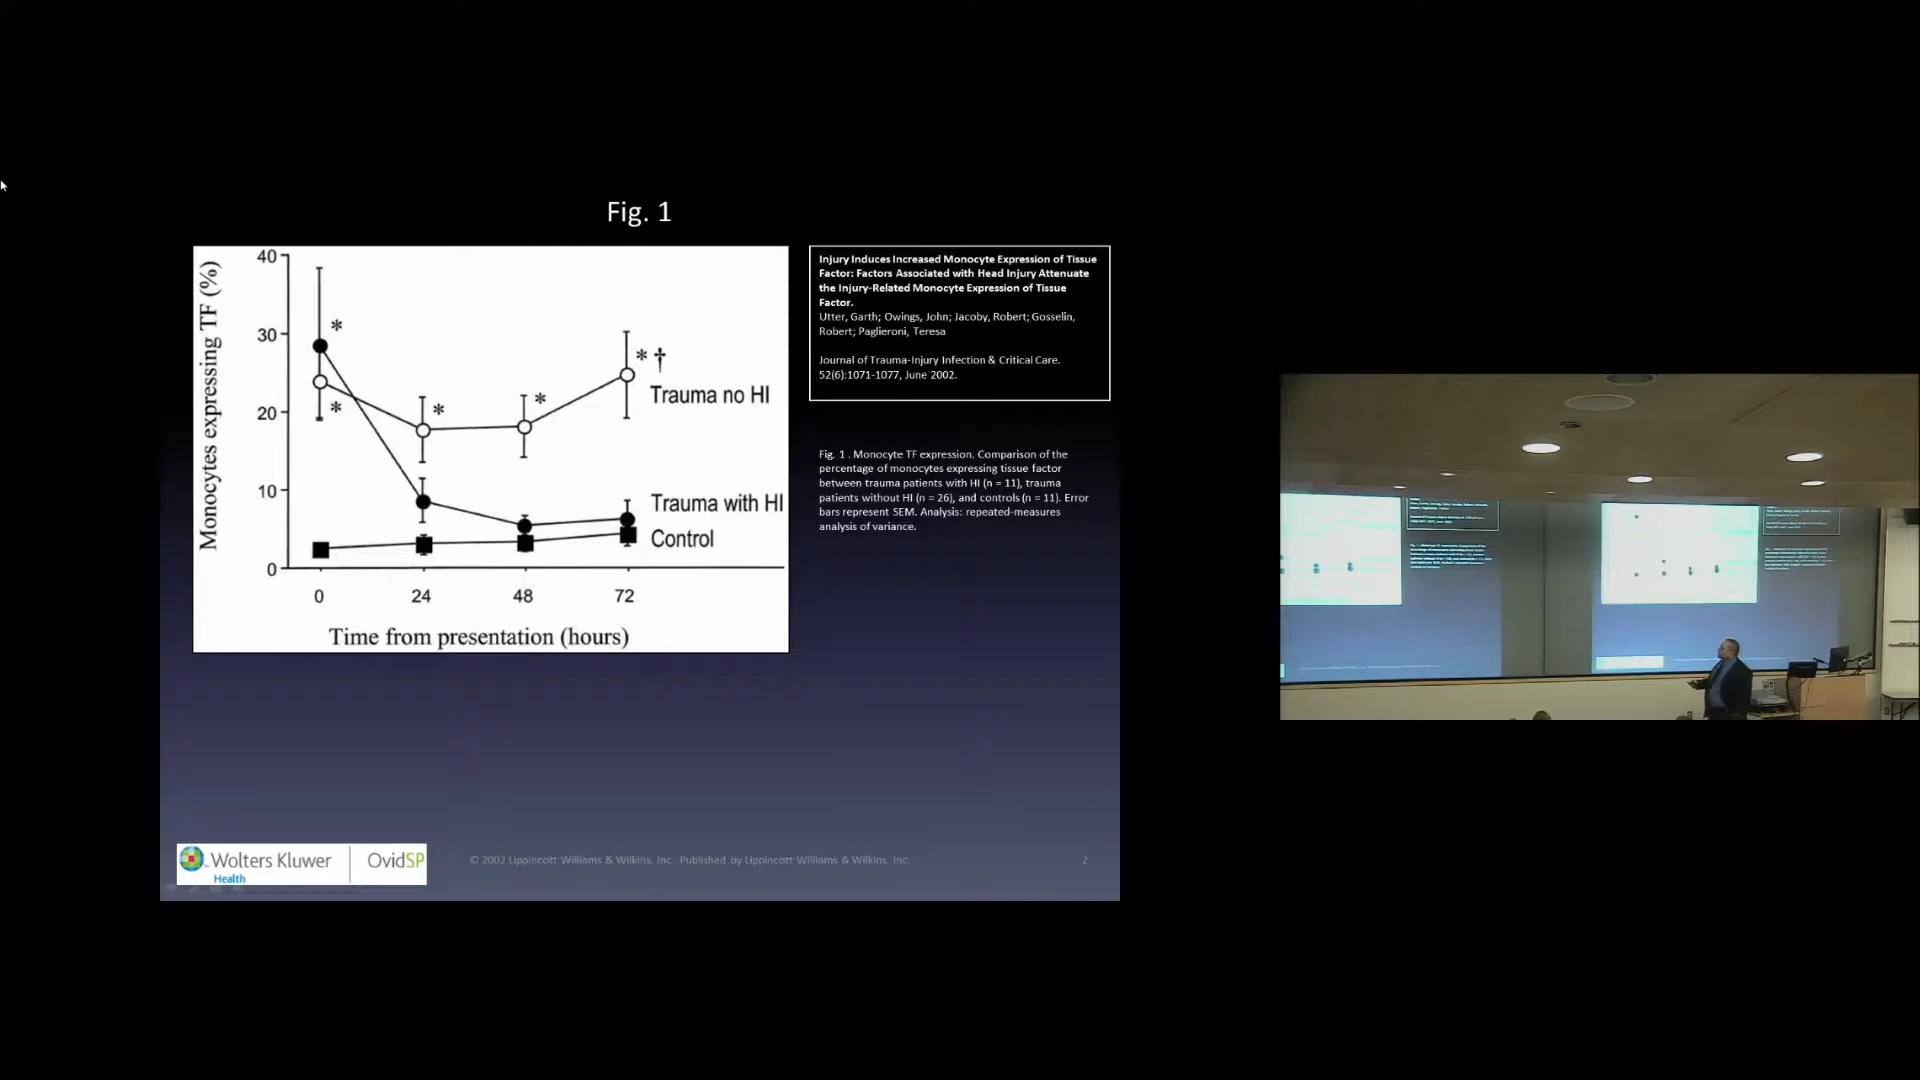 Fig. 1
Monocytes expressing TF (%)
40
30
20
10
0
*
*
*
*
* †
Trauma no HI
Trauma with HI
Control
0 24 48 72
Time from presentation (hours)
Injury Induces Increased Monocyte Expression of Tissue
Factor: Factors Associated with Head Injury Attenuate
the Injury-Related Monocyte Expression of Tissue
Factor.
Utter, Garth; Owings, John; Jacoby, Robert; Gosselin,
Robert; Paglieroni, Teresa
Journal of Trauma-Injury Infection & Critical Care.
52(6):1071-1077, June 2002.
Fig. 1 . Monocyte TF expression. Comparison of the
percentage of monocytes expressing tissue factor
between trauma patients with HI (n = 11), trauma
patients without HI (n = 26), and controls (n = 11). Error
bars represent SEM. Analysis: repeated-measures
analysis of variance.
Wolters Kluwer
Health
OvidSP
© 2002 Lippincott Williams & Wilkins, Inc. Published by Lippincott Williams & Wilkins, Inc.
2